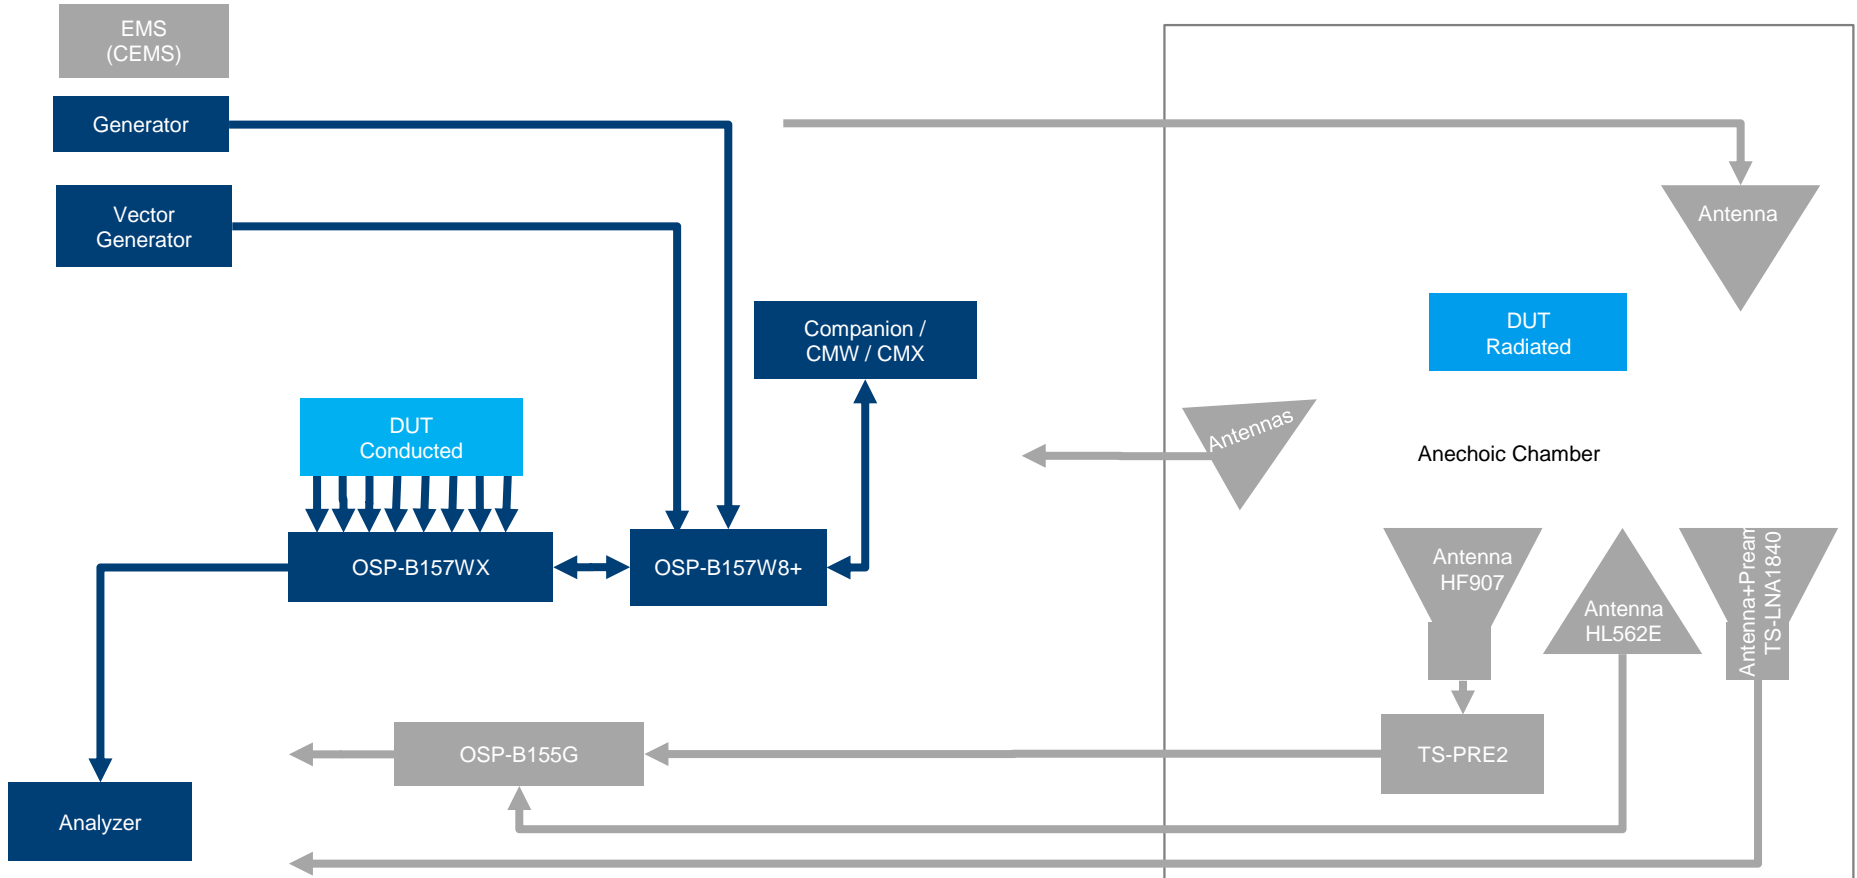 EMS
(CEMS)
Generator
Vector
Generator
Antenna
Companion /
CMW / CMX
DUT
Radiated
DUT
Conducted
Antennas
Anechoic Chamber
OSP-B157WX
OSP-B157W8+
Antenna
HF907
Antenna
HL562E
Antenna+Pream
TS-LNA1840
OSP-B155G
TS-PRE2
Analyzer